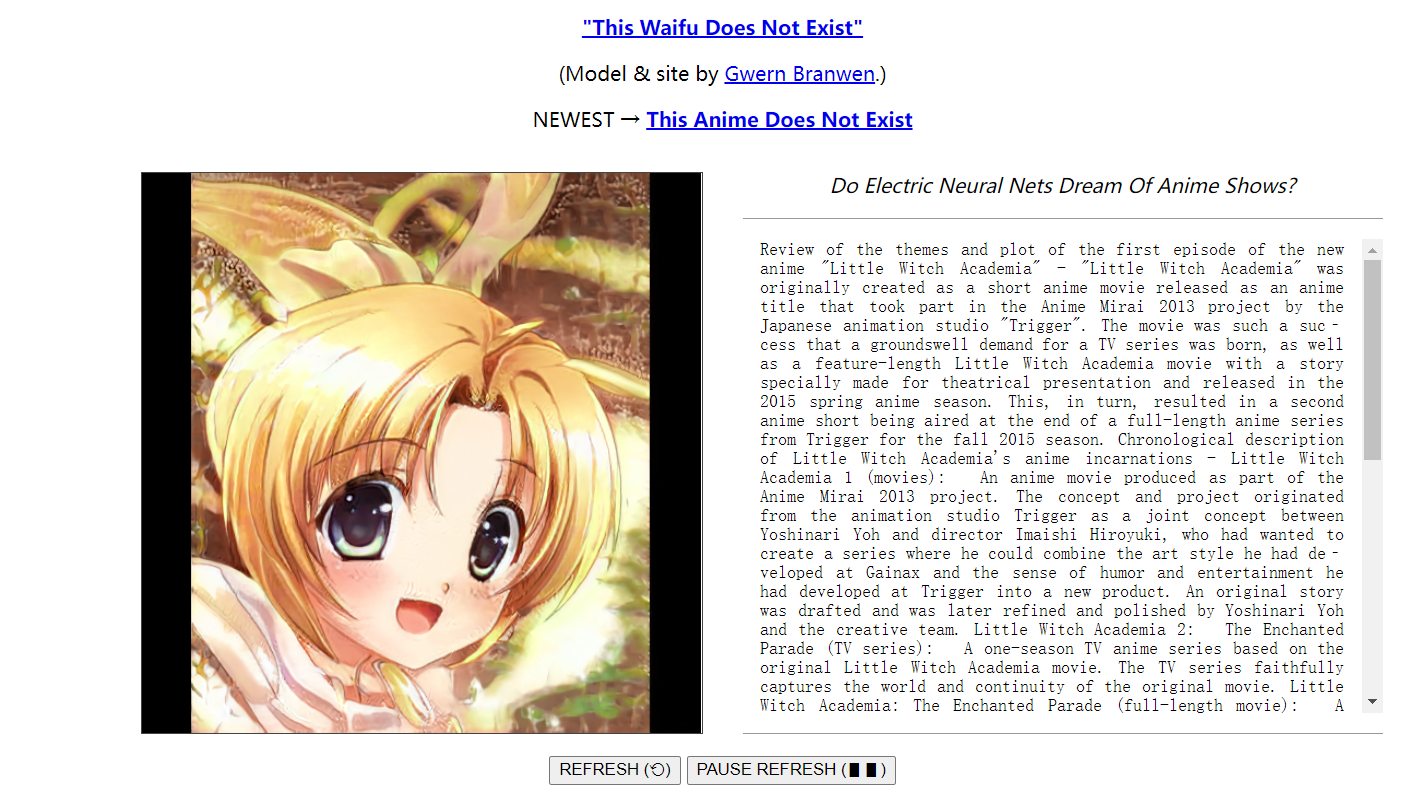 "This Waifu Does Not Exist"
(Model & site by Gwern Branwen.)
NEWEST → This Anime Does Not Exist
Do Electric Neural Nets Dream Of Anime Shows?
Review of the themes and plot of the first episode of the new
anime "Little Witch Academia" - "Little Witch Academia" was
originally created as a short anime movie released as an anime
title that took part in the Anime Mirai 2013 project by the
Japanese animation studio "Trigger". The movie was such a suc-
cess that a groundswell demand for a TV series was born, as well
as a feature-length Little Witch Academia movie with a story
specially made for theatrical presentation and released in the
2015 spring anime season. This, in turn, resulted in a second
anime short being aired at the end of a full-length anime series
from Trigger for the fall 2015 season. Chronological description
of Little Witch Academia's anime incarnations - Little Witch
Academia 1 (movies): An anime movie produced as part of the
Anime Mirai 2013 project. The concept and project originated
from the animation studio Trigger as a joint concept between
Yoshinari Yoh and director Imaishi Hiroyuki, who had wanted to
create a series where he could combine the art style he had de-
veloped at Gainax and the sense of humor and entertainment he
had developed at Trigger into a new product. An original story
was drafted and was later refined and polished by Yoshinari Yoh
and the creative team. Little Witch Academia 2: The Enchanted
Parade (TV series): A one-season TV anime series based on the
original Little Witch Academia movie. The TV series faithfully
captures the world and continuity of the original movie. Little
Witch Academia: The Enchanted Parade (full-length movie): A
REFRESH (⟲) PAUSE REFRESH (▮▮)